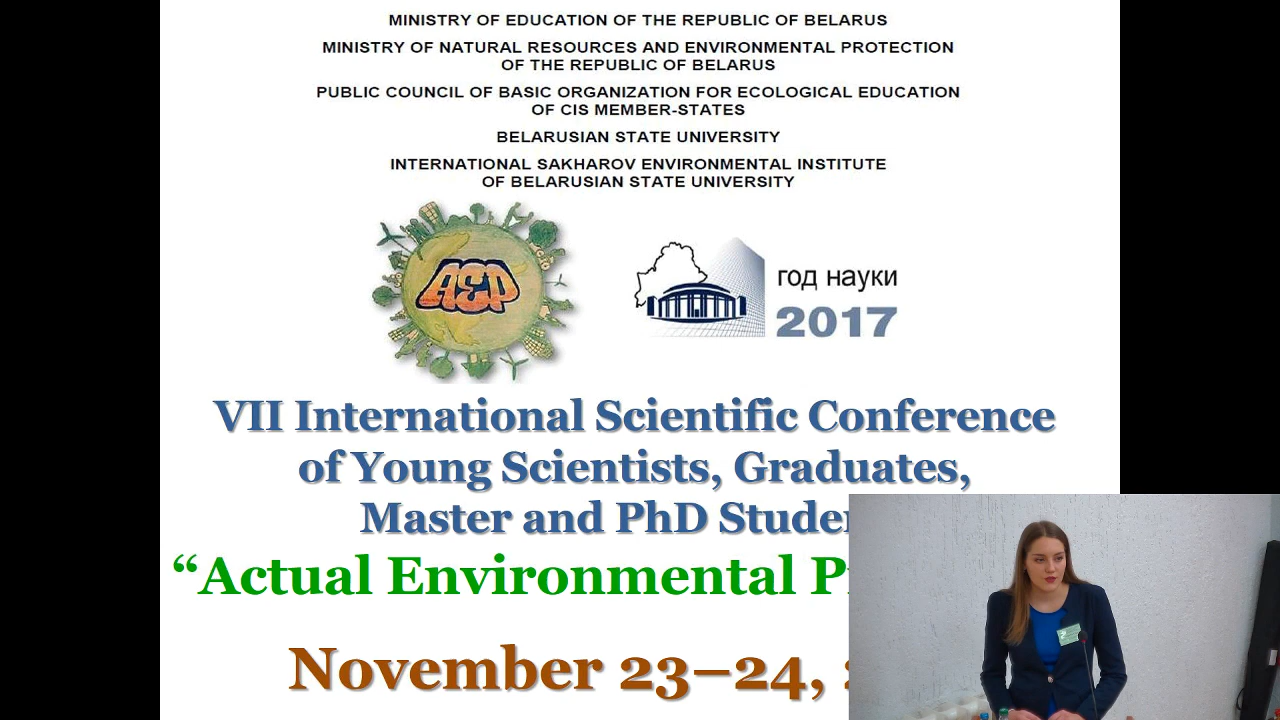 MINISTRY OF EDUCATION OF THE REPUBLIC OF BELARUS
MINISTRY OF NATURAL RESOURCES AND ENVIRONMENTAL PROTECTION
OF THE REPUBLIC OF BELARUS
PUBLIC COUNCIL OF BASIC ORGANIZATION FOR ECOLOGICAL EDUCATION
OF CIS MEMBER-STATES
BELARUSIAN STATE UNIVERSITY
INTERNATIONAL SAKHAROV ENVIRONMENTAL INSTITUTE
OF BELARUSIAN STATE UNIVERSITY
AEP
год науки
2017
VII International Scientific Conference
of Young Scientists, Graduates,
Master and PhD Studen
“Actual Environmental P
November 23–24,